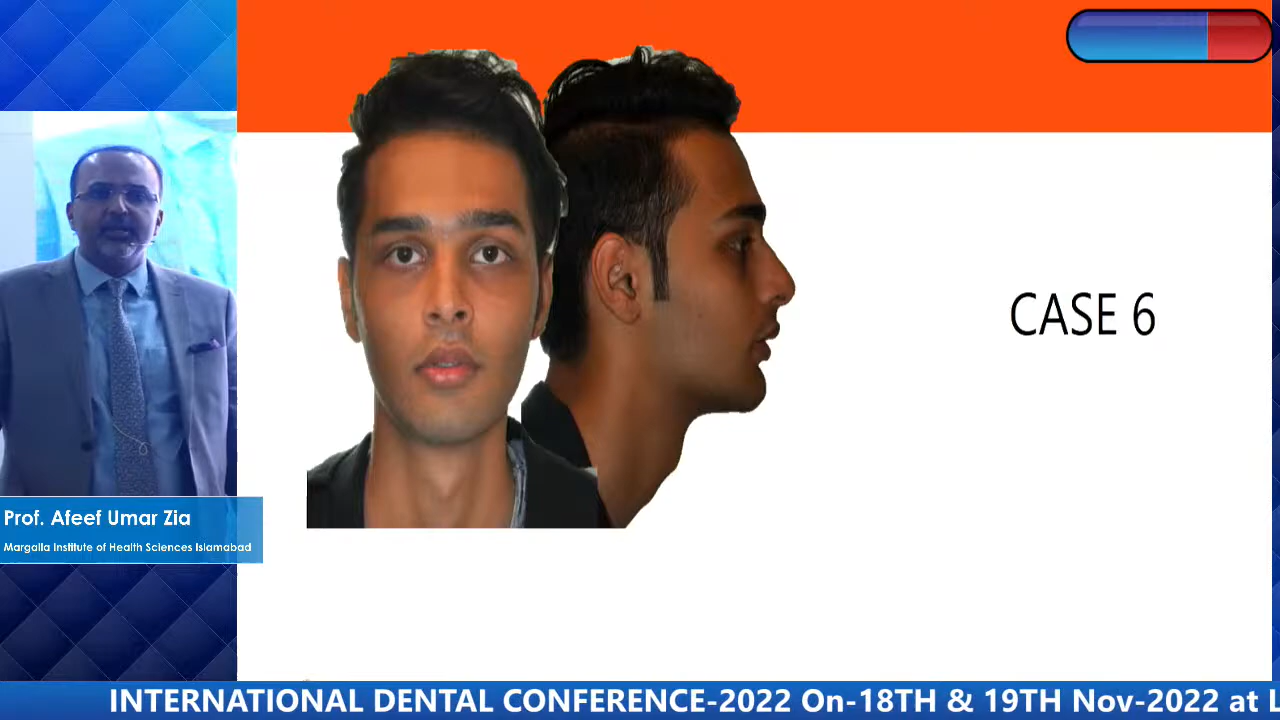 CASE 6
Prof. Afeef Umar Zia
Margalla Institute of Health Sciences Islamabad
INTERNATIONAL DENTAL CONFERENCE-2022 On-18TH & 19TH Nov-2022 at L